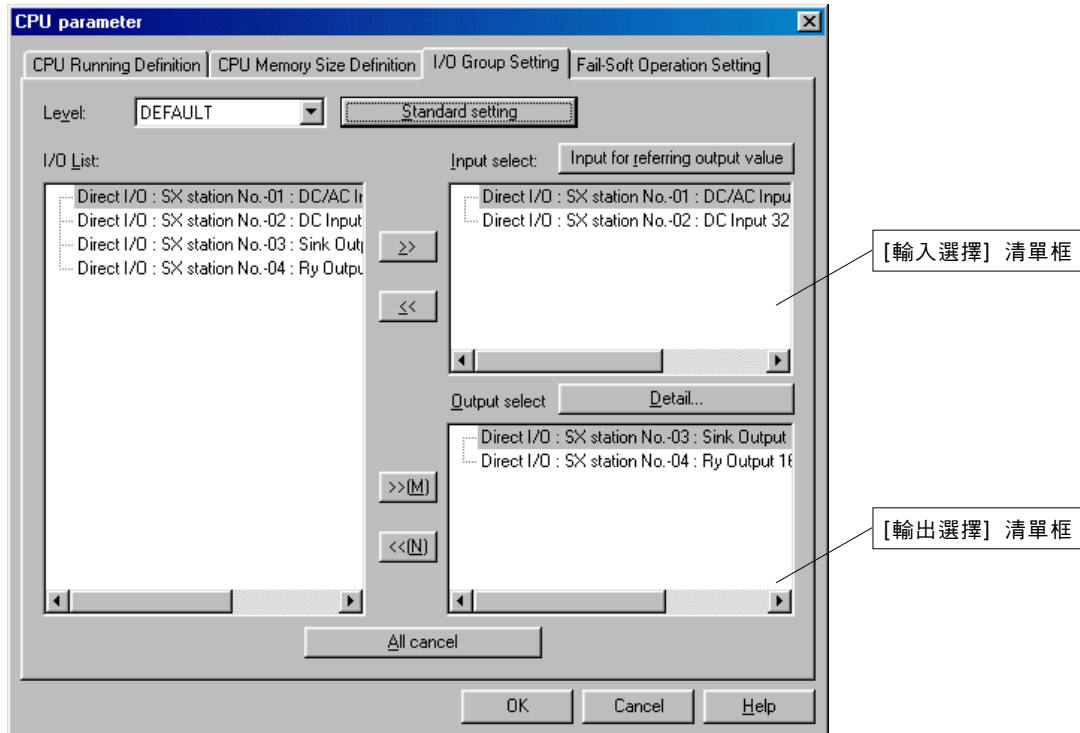 CPU parameter
CPU Running Definition
CPU Memory Size Definition
I/O Group Setting
Fail-Soft Operation Setting
Level:
DEFAULT
Standard setting
I/O List:
Direct I/O : SX station No.-01 : DC/AC
Direct I/O : SX station No.-02 : DC Input
Direct I/O : SX station No.-03 : Sink Out
Direct I/O : SX station No.-04 : Ry Outpu
>>
<<
>>(M)
<<(N)
Input select:
Input for referring output value
Direct I/O : SX station No.-01 : DC/AC Inpu
Direct I/O : SX station No.-02 : DC Input 32
[輸入選擇] 清單框
Output select
Detail...
Direct I/O : SX station No.-03 : Sink Output
Direct I/O : SX station No.-04 : Ry Output 16
[輸出選擇] 清單框
All cancel
OK
Cancel
Help